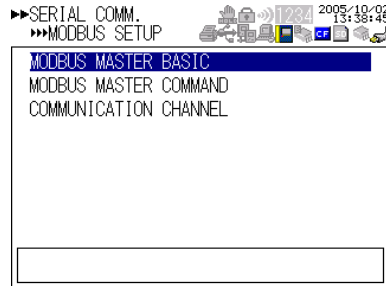 ▶▶SERIAL COMM.
▶▶▶MODBUS SETUP
1234
2005/10/02
13:38:45
CF
MODBUS MASTER BASIC
MODBUS MASTER COMMAND
COMMUNICATION CHANNEL